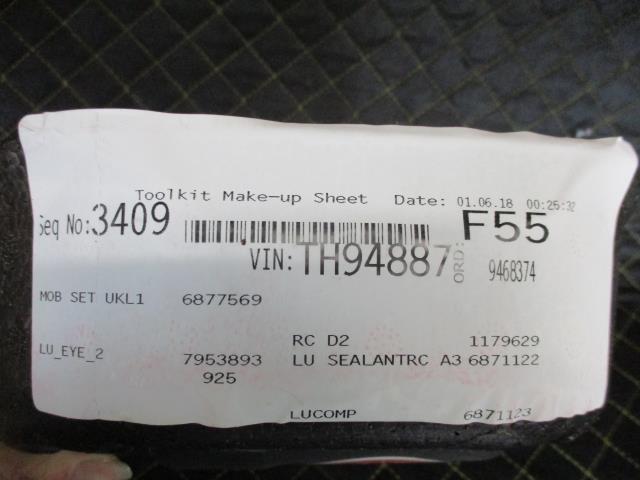 Toolkit Make-up Sheet Date: 01.06.18 00:25:32
Seq No:3409 F55
VIN:TH94887 ORD: 9468374
MOB SET UKL1 6877569
RC D2 1179629
LU_EYE_2 7953893 LU SEALANTRC A3 6871122
925
LUCOMP 6871123